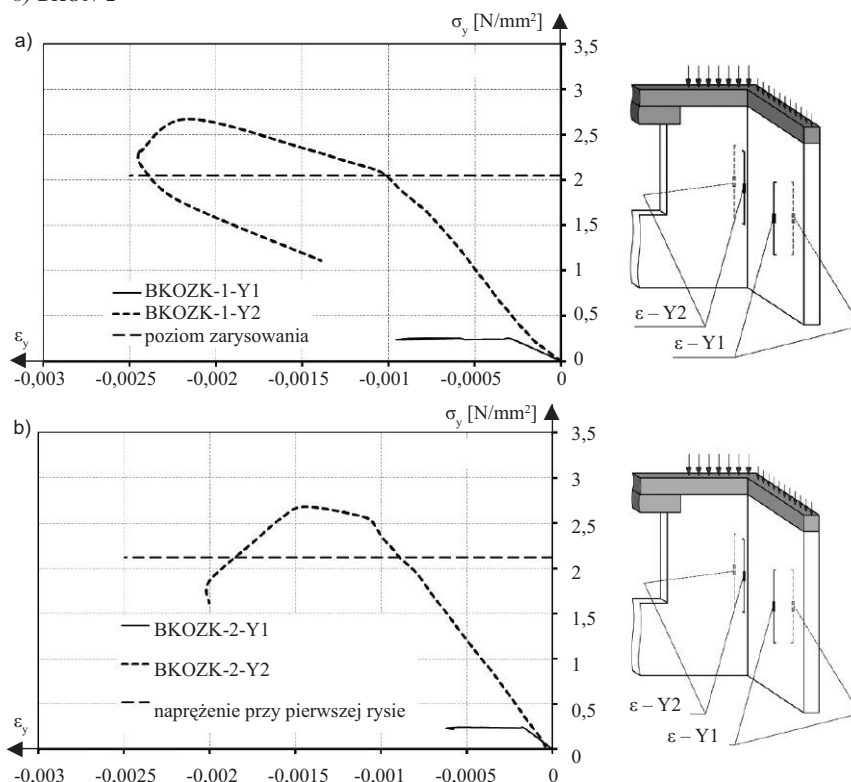 a)
σy [N/mm²]
3,5
3
2,5
2
1,5
1
0,5
0
BKOZK-1-Y1
BKOZK-1-Y2
poziom zarysowania
εy
-0,003 -0,0025 -0,002 -0,0015 -0,001 -0,0005 0
ε – Y2
ε – Y1
b)
σy [N/mm²]
3,5
3
2,5
2
1,5
1
0,5
0
BKOZK-2-Y1
BKOZK-2-Y2
naprężenie przy pierwszej rysie
εy
-0,003 -0,0025 -0,002 -0,0015 -0,001 -0,0005 0
ε – Y2
ε – Y1